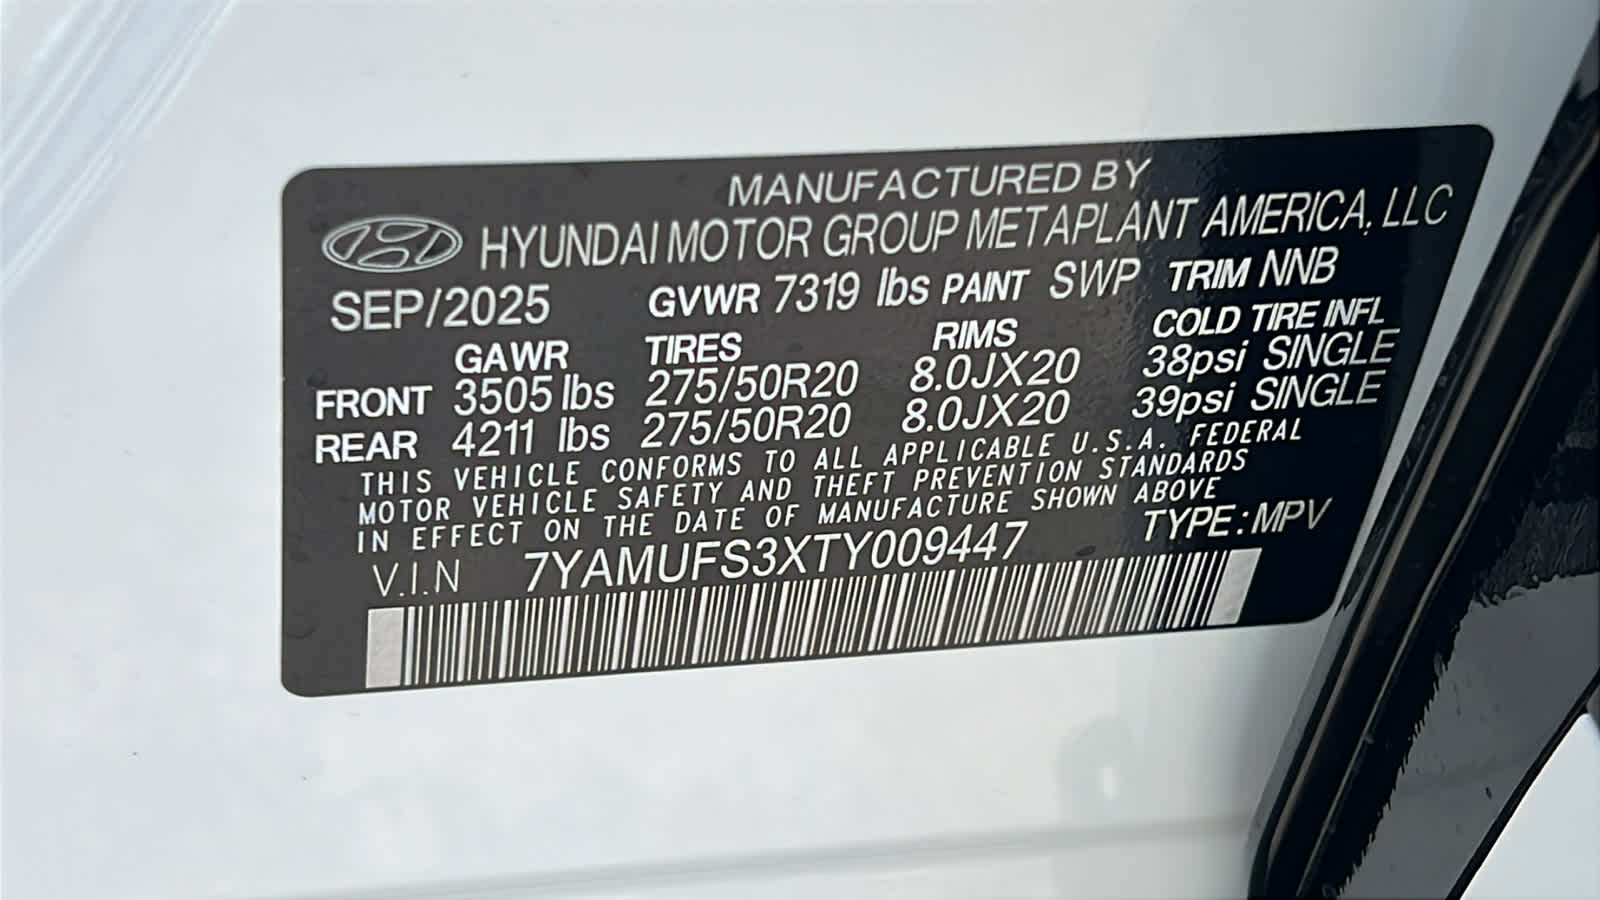 MANUFACTURED BY
HYUNDAI MOTOR GROUP METAPLANT AMERICA, LLC
SEP/2025 GVWR 7319 lbs PAINT SWP TRIM NNB
GAWR TIRES RIMS COLD TIRE INFL
FRONT 3505 lbs 275/50R20 8.0JX20 38psi SINGLE
REAR 4211 lbs 275/50R20 8.0JX20 39psi SINGLE
THIS VEHICLE CONFORMS TO ALL APPLICABLE U.S.A. FEDERAL
MOTOR VEHICLE SAFETY AND THEFT PREVENTION STANDARDS
IN EFFECT ON THE DATE OF MANUFACTURE SHOWN ABOVE
V.I.N 7YAMUFS3XTY009447 TYPE: MPV